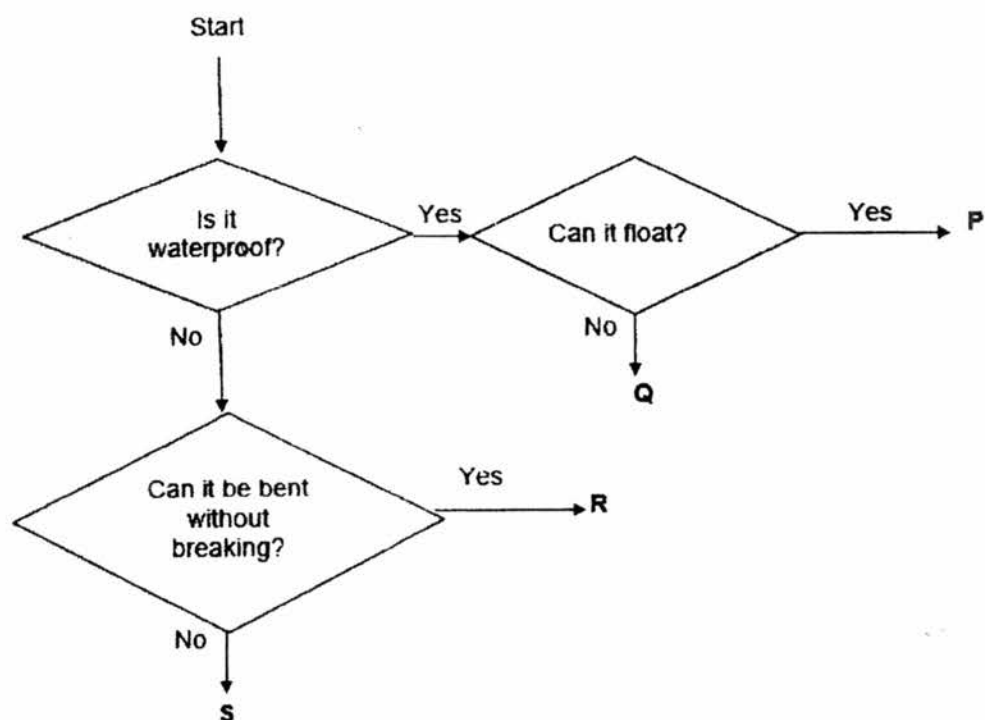 Start
Is it
waterproof?
Yes
Can it float?
Yes
P
No
No
Q
Can it be bent
without
breaking?
Yes
R
No
S